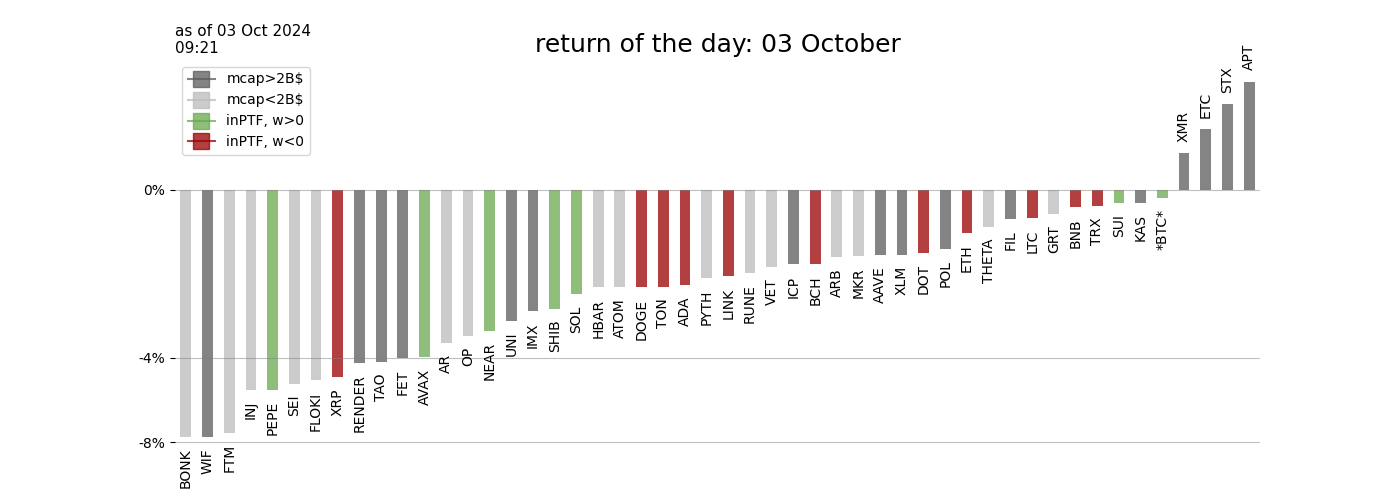 as of 03 Oct 2024
09:21
return of the day: 03 October
mcap>2B$
mcap<2B$
inPTF, w>0
inPTF, w<0
0%
-4%
-8%
BONK
WIF
FTM
INJ
PEPE
SEI
FLOKI
XRP
RENDER
TAO
FET
AVAX
AR
OP
NEAR
UNI
IMX
SHIB
SOL
HBAR
ATOM
DOGE
TON
ADA
PYTH
LINK
RUNE
VET
ICP
BCH
ARB
MKR
AAVE
XLM
DOT
POL
ETH
THETA
FIL
LTC
GRT
BNB
TRX
SUI
KAS
*BTC*
XMR
ETC
STX
APT